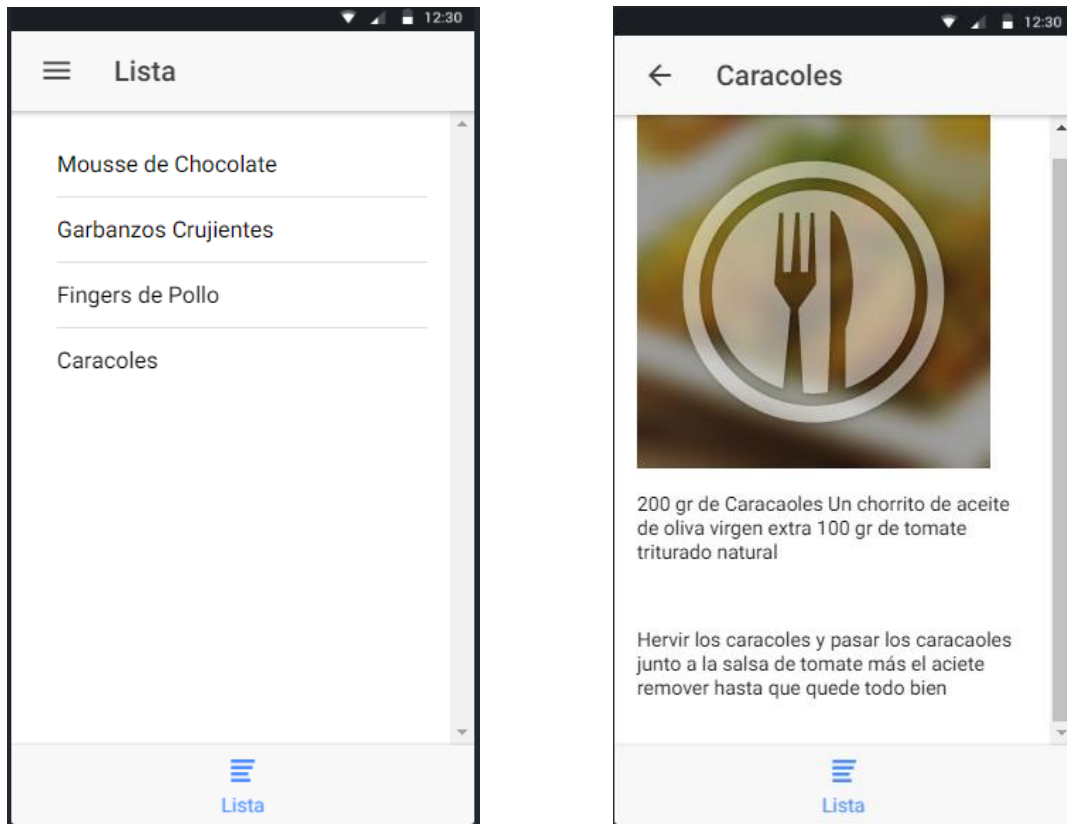 12:30
Lista
Mousse de Chocolate
Garbanzos Crujientes
Fingers de Pollo
Caracoles
Lista
12:30
Caracoles
200 gr de Caracaoles Un chorrito de aceite
de oliva virgen extra 100 gr de tomate
triturado natural
Hervir los caracoles y pasar los caracaoles
junto a la salsa de tomate más el aciete
remover hasta que quede todo bien
Lista